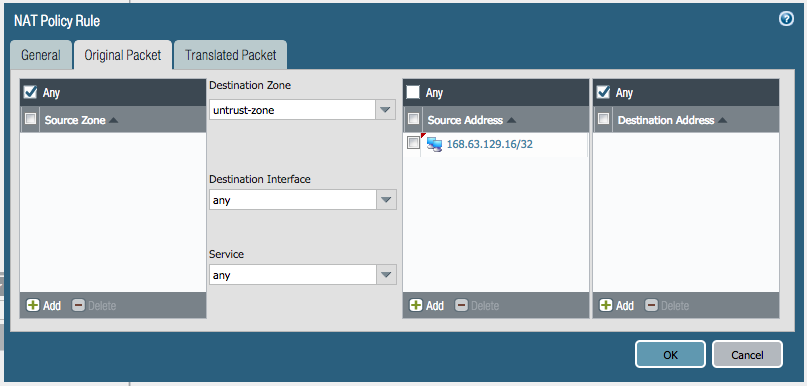 NAT Policy Rule
?
General
Original Packet
Translated Packet
Any
Source Zone
Add
Delete
Destination Zone
untrust-zone
Destination Interface
any
Service
any
Any
Source Address
168.63.129.16/32
Add
Delete
Any
Destination Address
Add
Delete
OK
Cancel